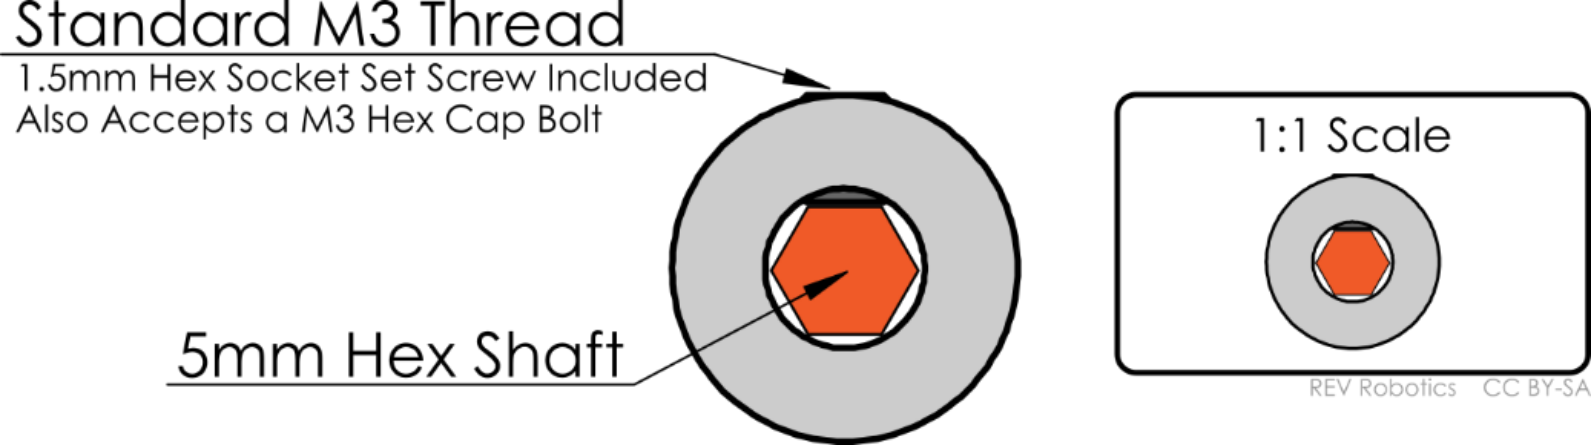 Standard M3 Thread
1.5mm Hex Socket Set Screw Included
Also Accepts a M3 Hex Cap Bolt
5mm Hex Shaft
1:1 Scale
REV Robotics CC BY-SA